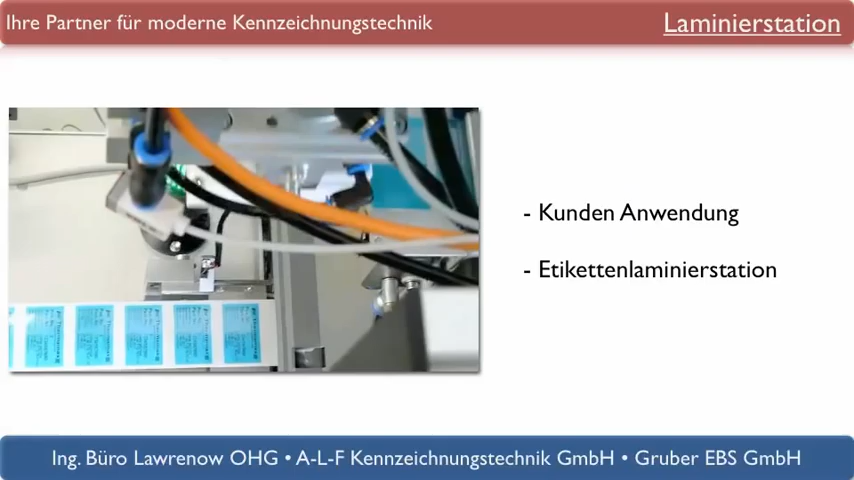 Ihre Partner für moderne Kennzeichnungstechnik
Laminierstation
- Kunden Anwendung
- Etikettenlaminierstation
Ing. Büro Lawrenow OHG • A-L-F Kennzeichnungstechnik GmbH • Gruber EBS GmbH